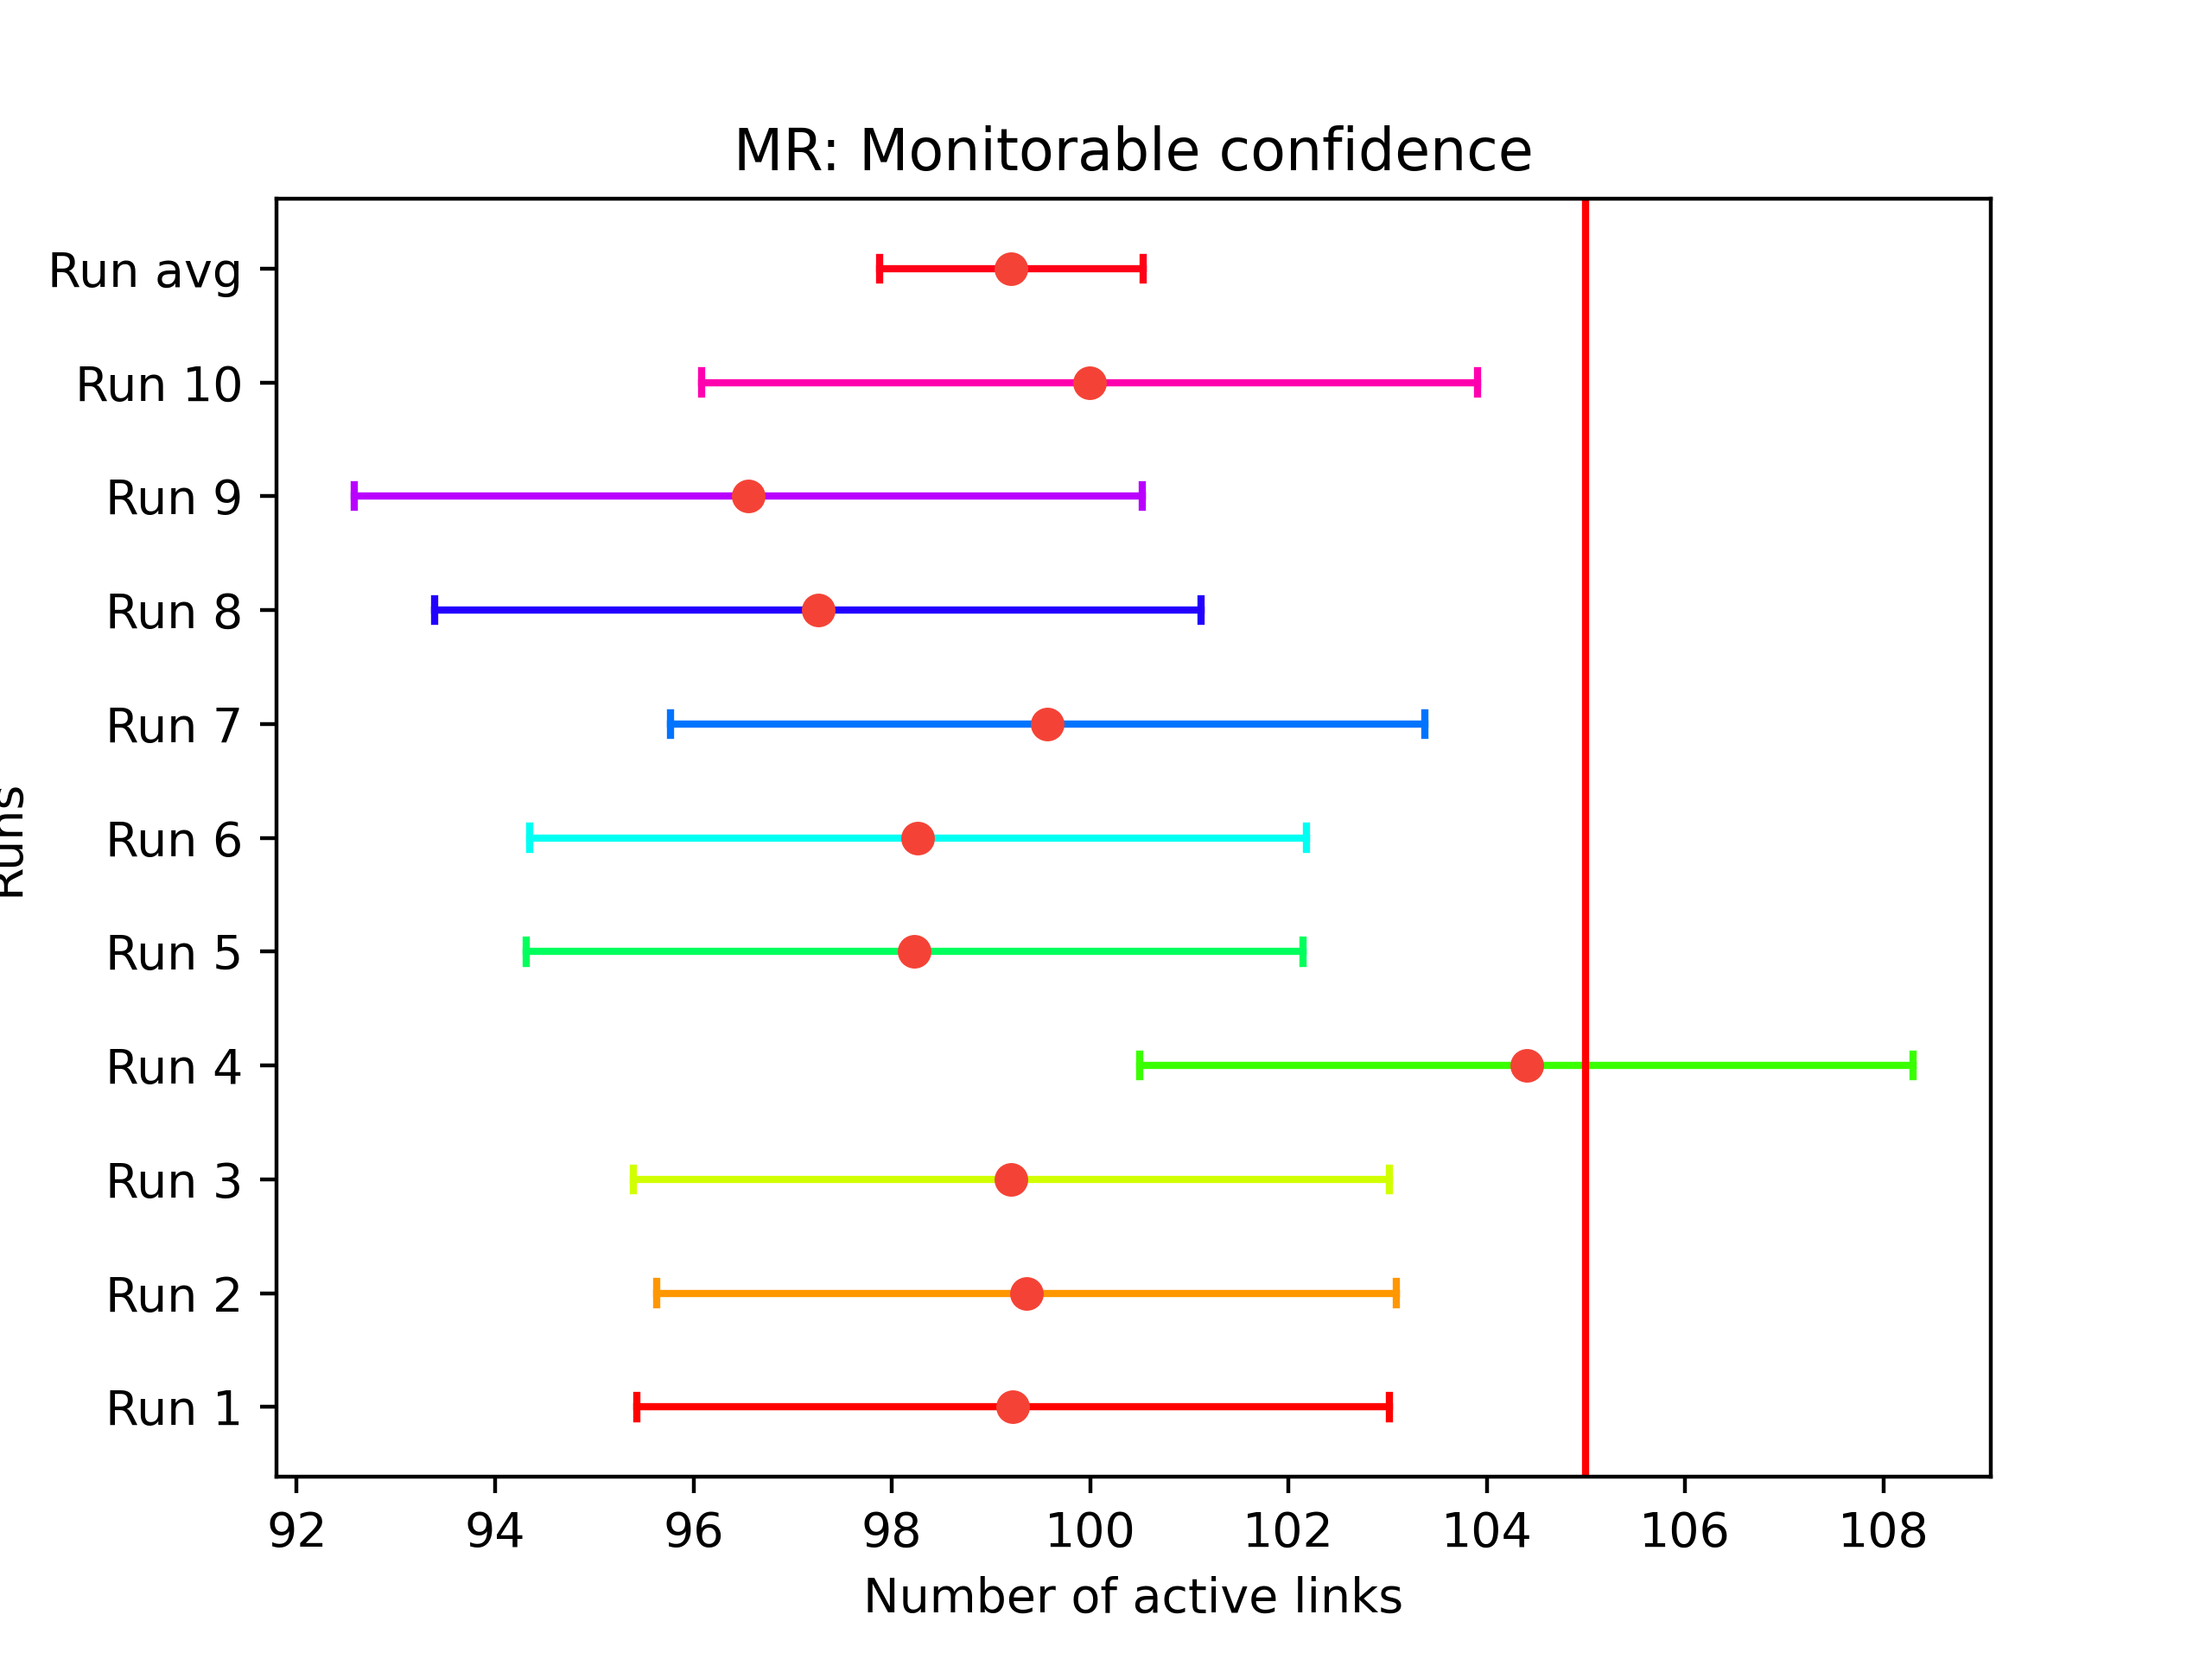 MR: Monitorable confidence
Run avg
Run 10
Run 9
Run 8
Run 7
Run 6
Run 5
Run 4
Run 3
Run 2
Run 1
Runs
92 94 96 98 100 102 104 106 108
Number of active links